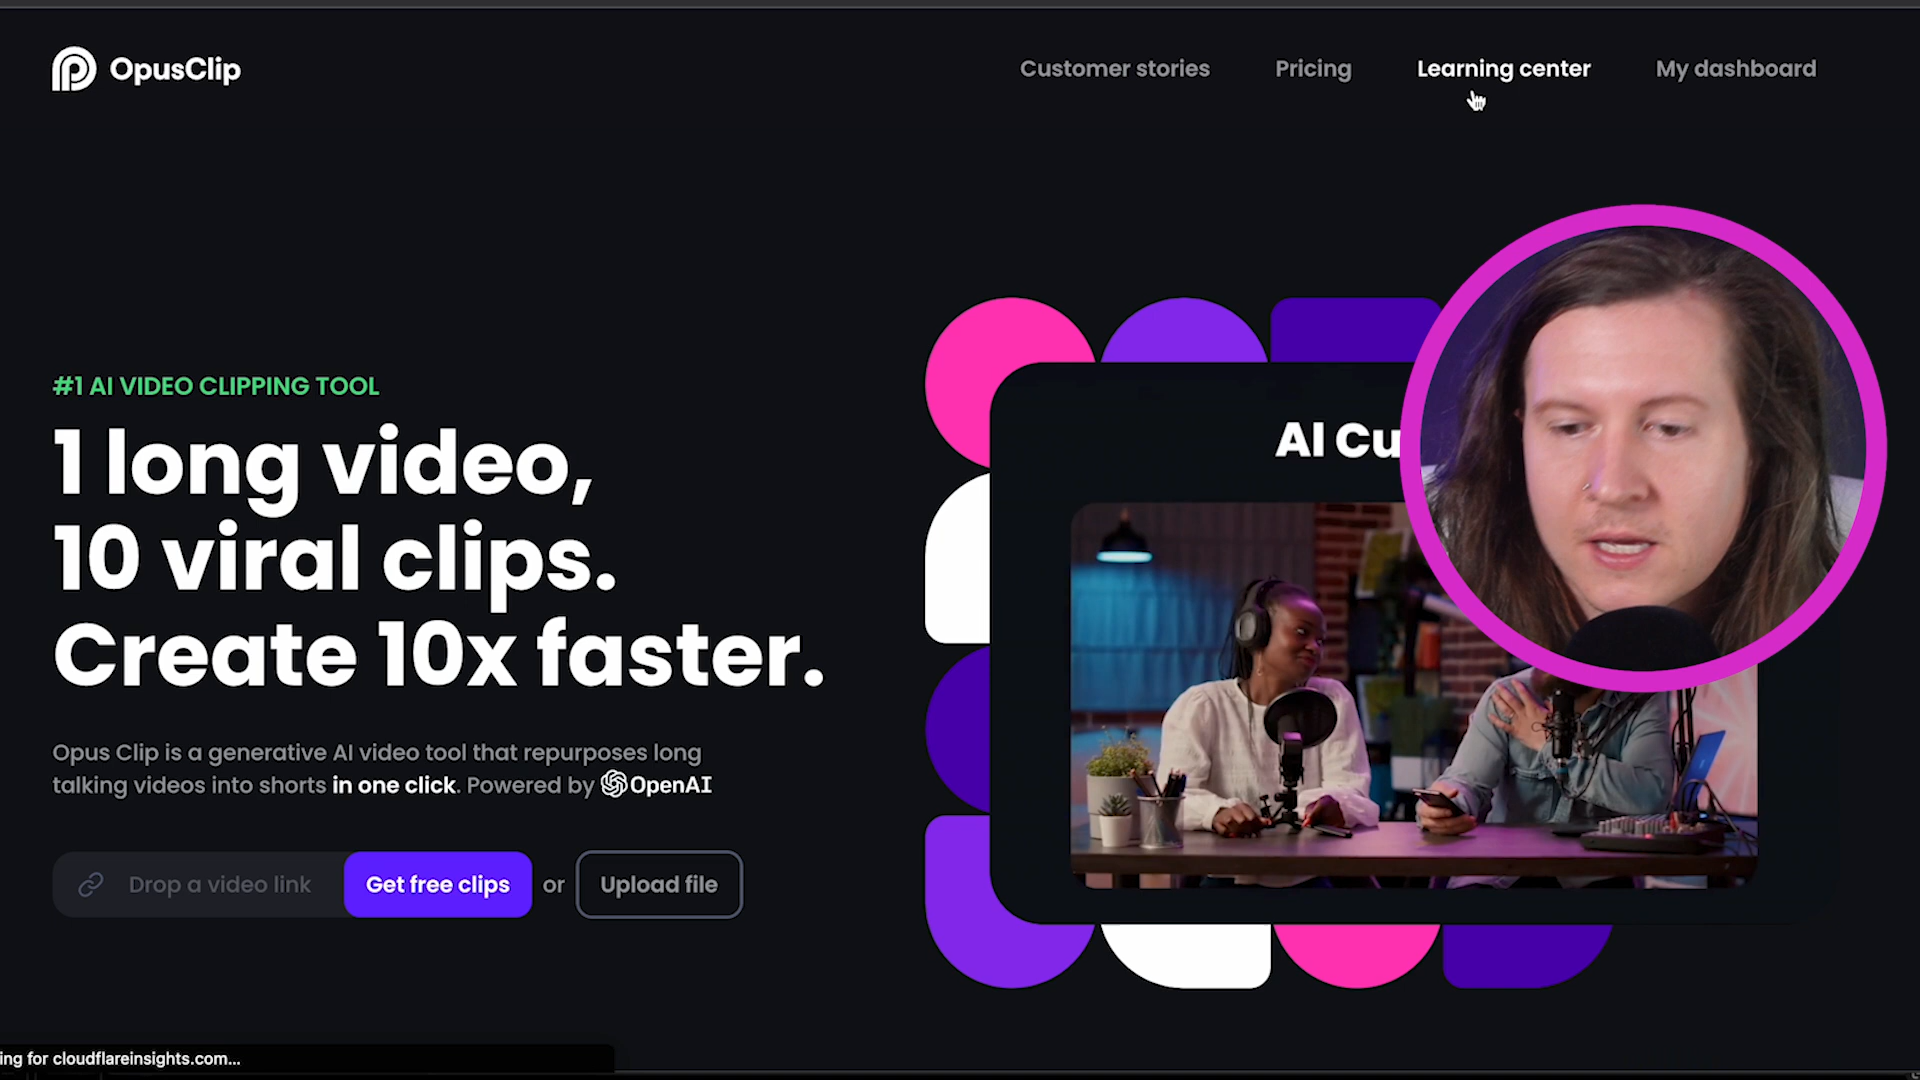 OpusClip
Customer stories
Pricing
Learning center
My dashboard
#1 AI VIDEO CLIPPING TOOL
1 long video,
10 viral clips.
Create 10x faster.
Opus Clip is a generative AI video tool that repurposes long
talking videos into shorts in one click. Powered by OpenAI
Drop a video link
Get free clips
or
Upload file
AI Cu
ing for cloudflareinsights.com...